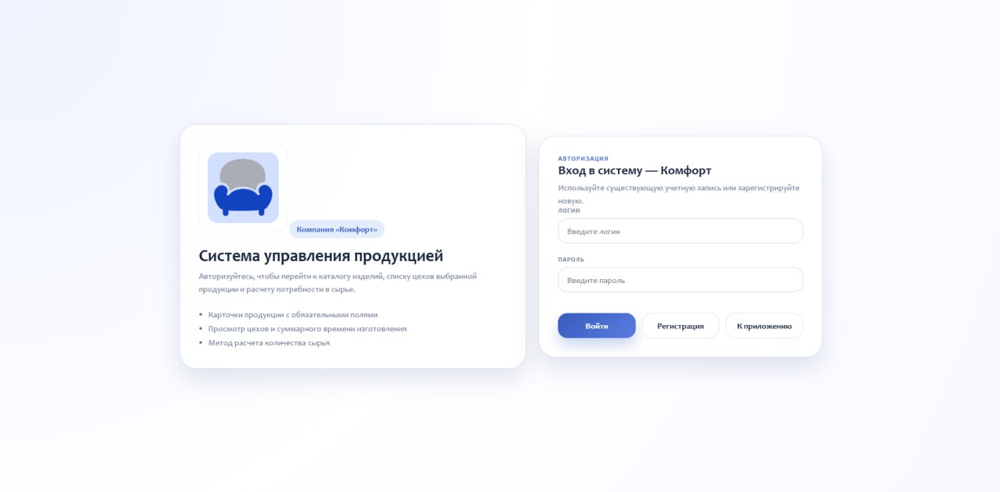 Компания «Комфорт»
Система управления продукцией
Авторизуйтесь, чтобы перейти к каталогу изделий, списку цехов выбранной
продукции и расчету потребности в сырье.
• Карточки продукции с обязательными полями
• Просмотр цехов и суммарного времени изготовления
• Метод расчета количества сырья
АВТОРИЗАЦИЯ
Вход в систему — Комфорт
Используйте существующую учетную запись или зарегистрируйте
новую.
ЛОГИН
Введите логин
ПАРОЛЬ
Введите пароль
Войти
Регистрация
К приложению